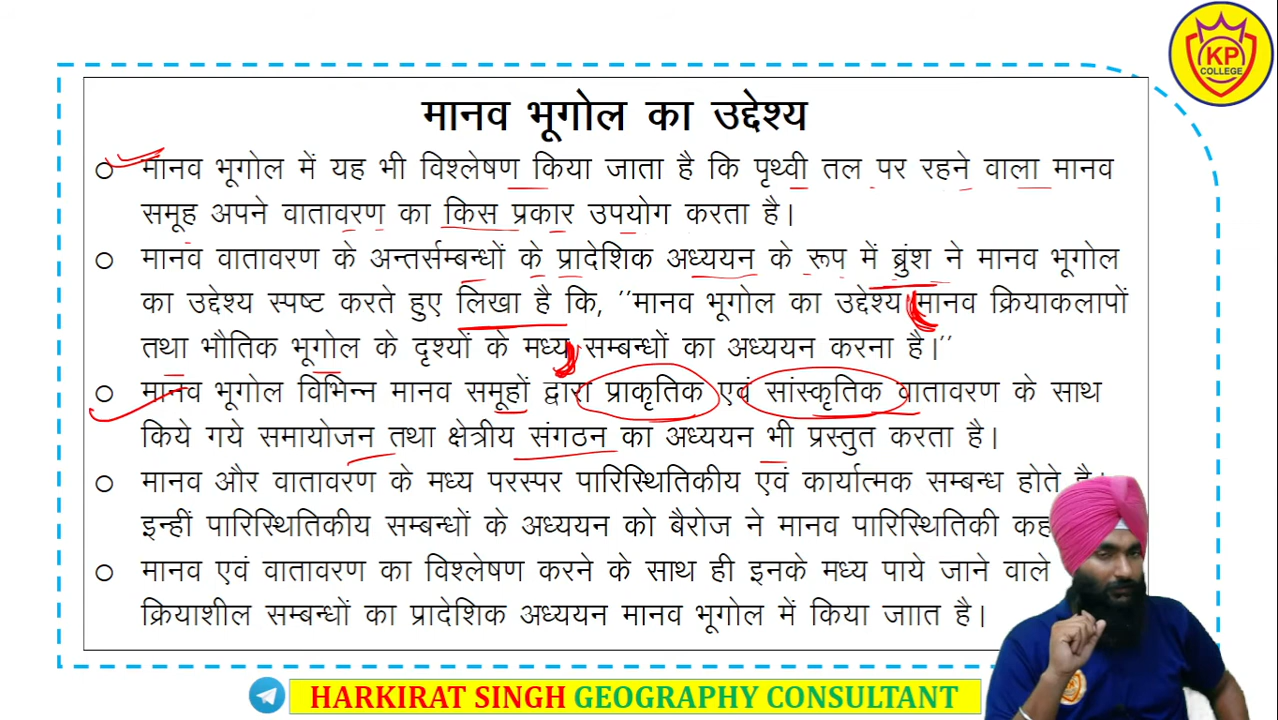 KP
COLLEGE
मानव भूगोल का उद्देश्य
○ मानव भूगोल में यह भी विश्लेषण किया जाता है कि पृथ्वी तल पर रहने वाला मानव
समूह अपने वातावरण का किस प्रकार उपयोग करता है।
○ मानव वातावरण के अन्तर्सम्बन्धों के प्रादेशिक अध्ययन के रूप में ब्रुंश ने मानव भूगोल
का उद्देश्य स्पष्ट करते हुए लिखा है कि, ''मानव भूगोल का उद्देश्य मानव क्रियाकलापों
तथा भौतिक भूगोल के दृश्यों के मध्य सम्बन्धों का अध्ययन करना है।''
○ मानव भूगोल विभिन्न मानव समूहों द्वारा प्राकृतिक एवं सांस्कृतिक वातावरण के साथ
किये गये समायोजन तथा क्षेत्रीय संगठन का अध्ययन भी प्रस्तुत करता है।
○ मानव और वातावरण के मध्य परस्पर पारिस्थितिकीय एवं कार्यात्मक सम्बन्ध होते
इन्हीं पारिस्थितिकीय सम्बन्धों के अध्ययन को बैरोज ने मानव पारिस्थितिकी कह
○ मानव एवं वातावरण का विश्लेषण करने के साथ ही इनके मध्य पाये जाने वाले
क्रियाशील सम्बन्धों का प्रादेशिक अध्ययन मानव भूगोल में किया जाात है।
HARKIRAT SINGH GEOGRAPHY CONSULTANT